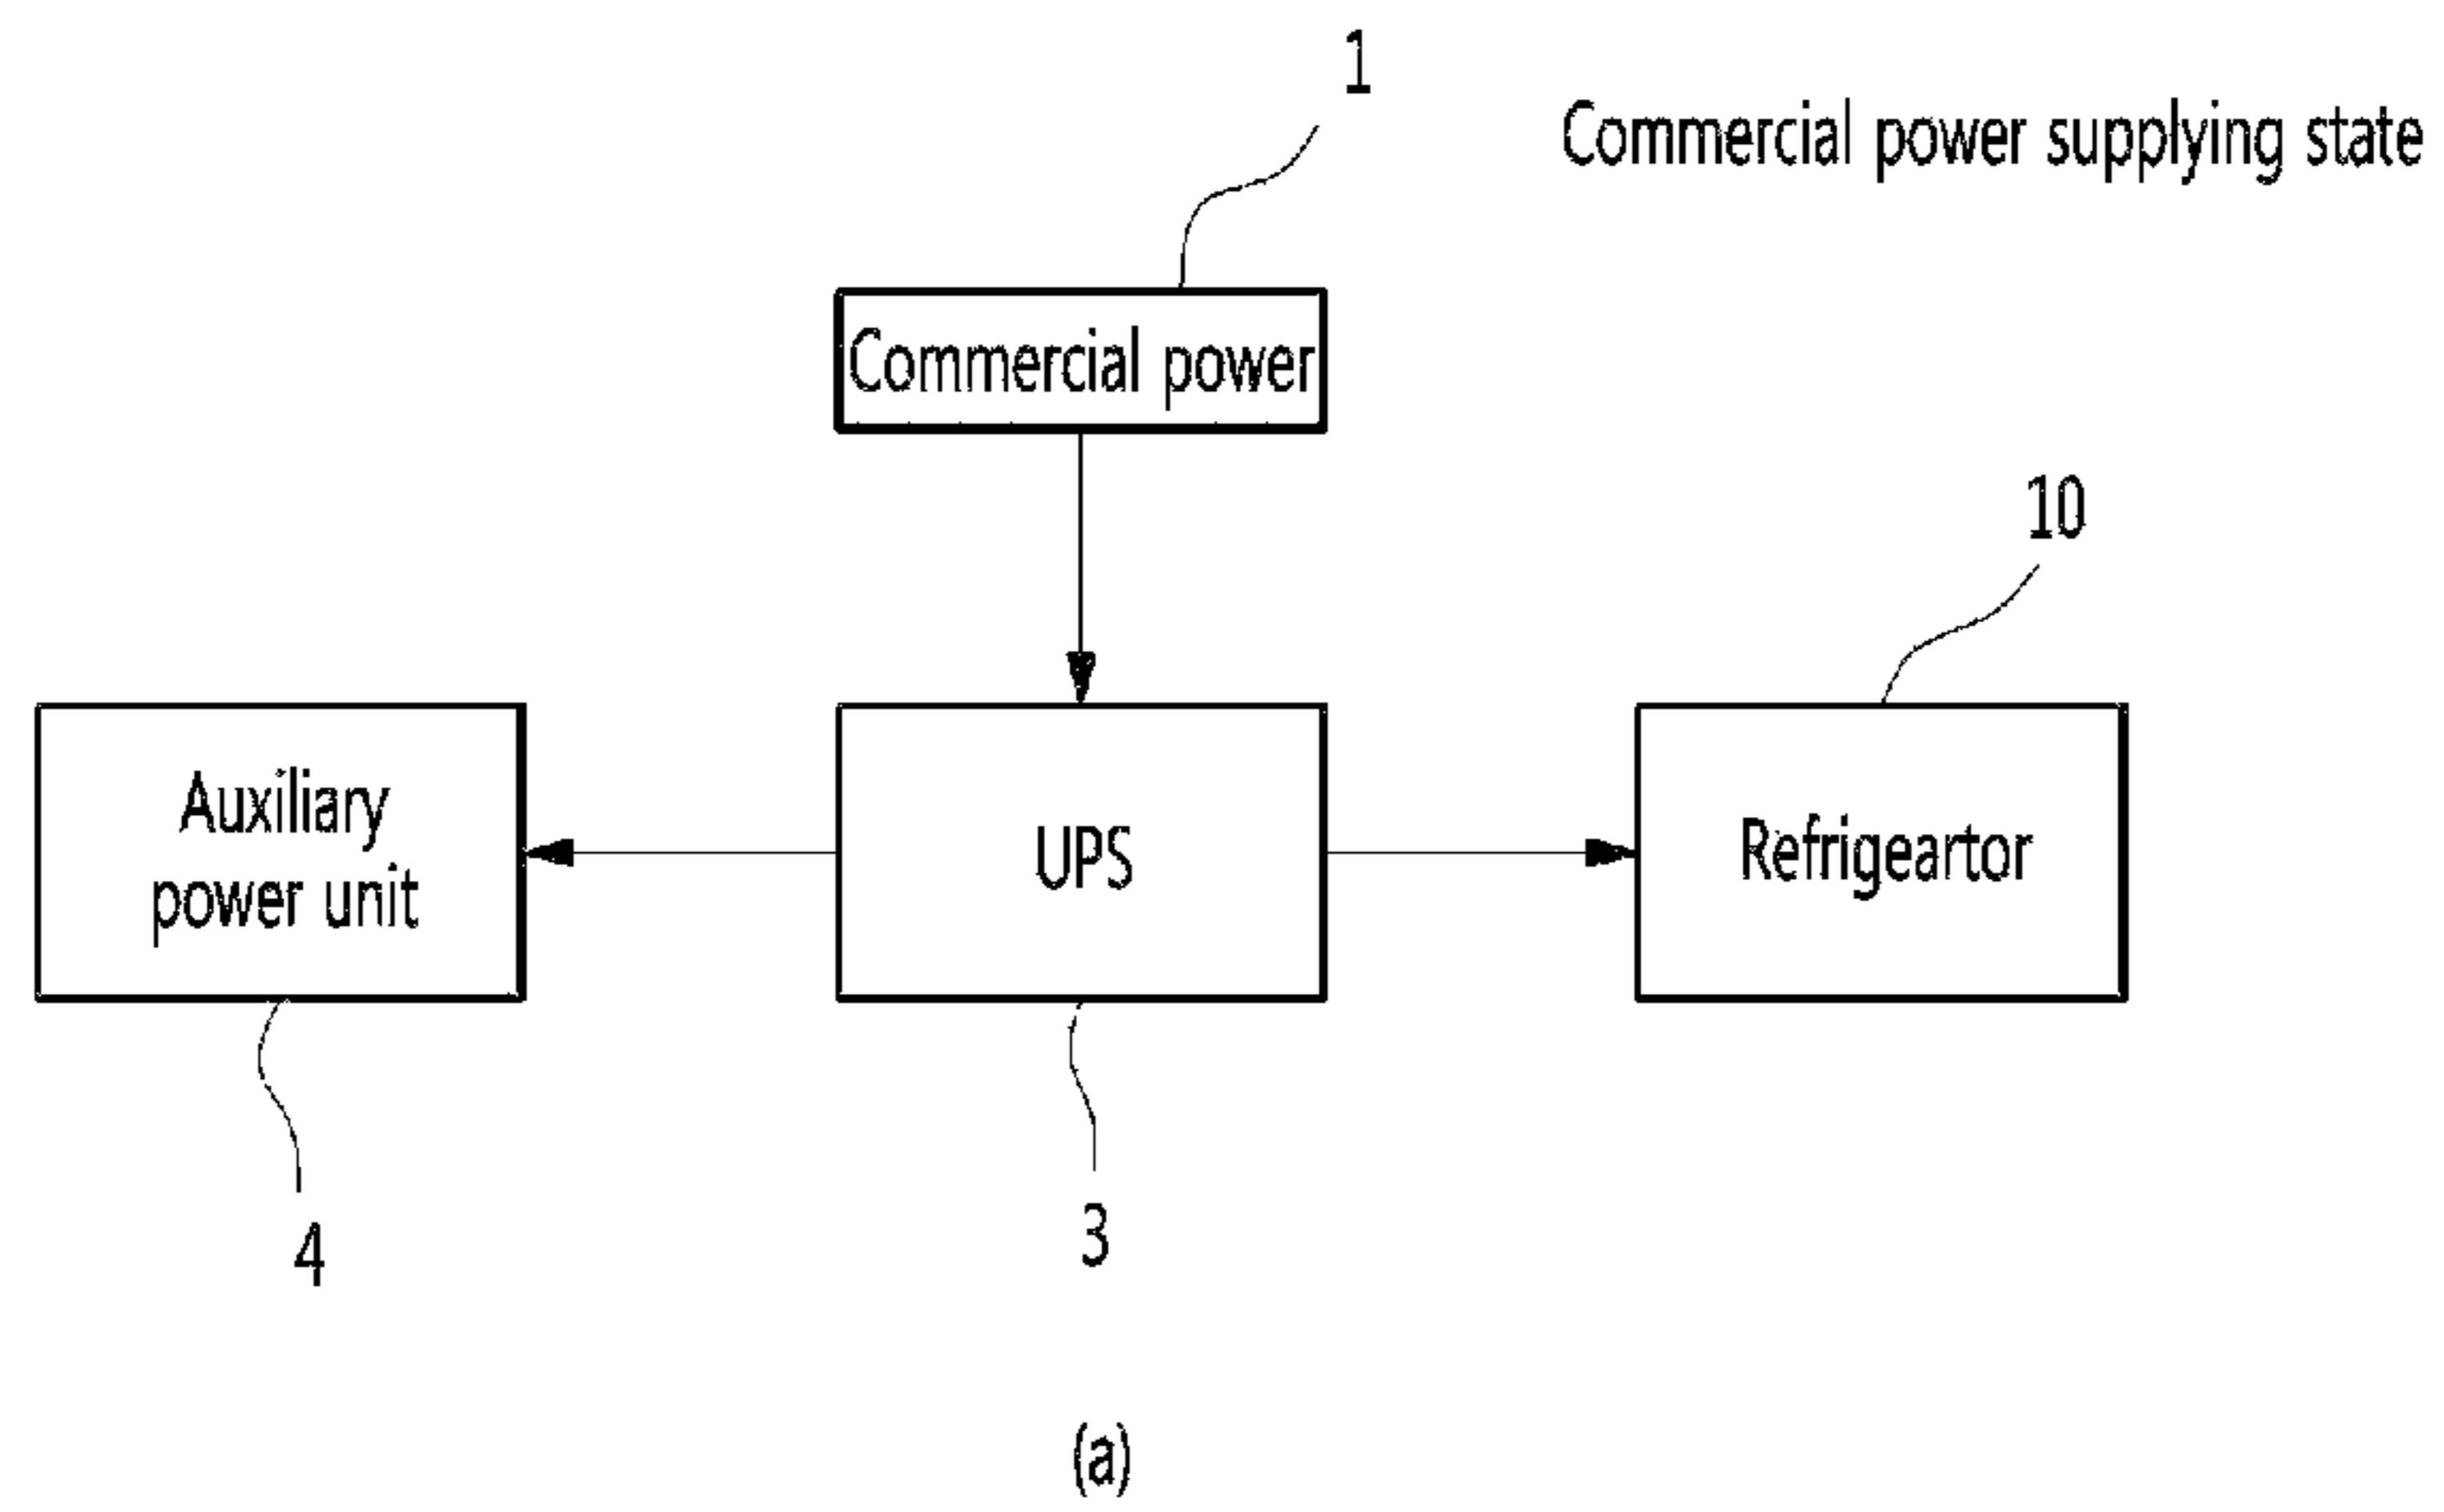 1
Commercial power supplying state
Commercial power
10
Auxiliary
power unit
UPS
Refrigeartor
4
3
(a)